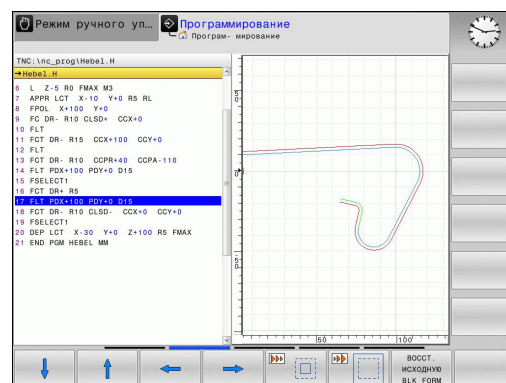 Режим ручного уп...
Программирование
Програм- мирование
TNC:\nc_prog\Hebel.H
→Hebel.H
6 L Z-5 R0 FMAX M3
7 APPR LCT X-10 Y+0 R5 RL
8 FPOL X+100 Y+0
9 FC DR- R10 CLSD+ CCX+0
10 FLT
11 FCT DR- R15 CCX+100 CCY+0
12 FLT
13 FCT DR- R10 CCPR+40 CCPA-110
14 FLT PDX+100 PDY+0 D15
15 FSELECT1
16 FCT DR+ R5
17 FLT PDX+100 PDY+0 D15
18 FCT DR- R10 CLSD- CCX+0 CCY+0
19 FSELECT1
20 DEP LCT X-30 Y+0 Z+100 R5 FMAX
21 END PGM HEBEL MM
50
0
-50
50
100
ВОССТ.
ИСХОДНУЮ
BLK FORM